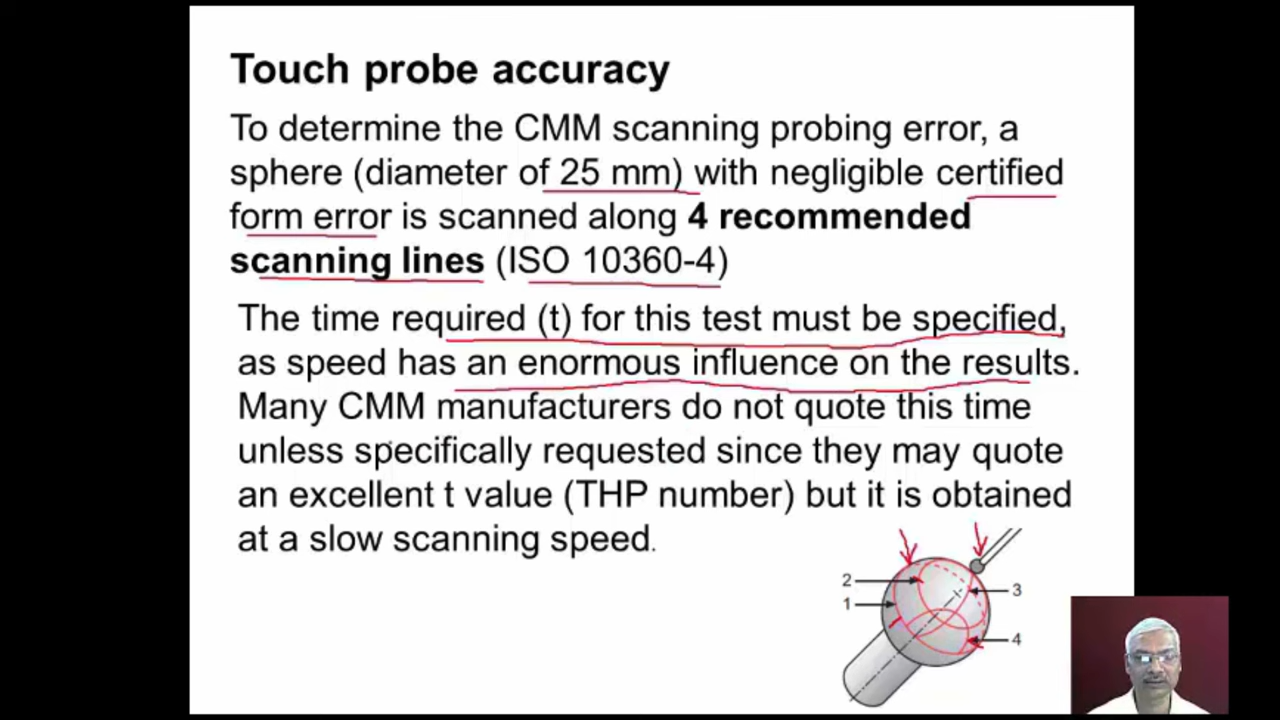 Touch probe accuracy
To determine the CMM scanning probing error, a
sphere (diameter of 25 mm) with negligible certified
form error is scanned along 4 recommended
scanning lines (ISO 10360-4)
The time required (t) for this test must be specified,
as speed has an enormous influence on the results.
Many CMM manufacturers do not quote this time
unless specifically requested since they may quote
an excellent t value (THP number) but it is obtained
at a slow scanning speed.
2
1
3
4